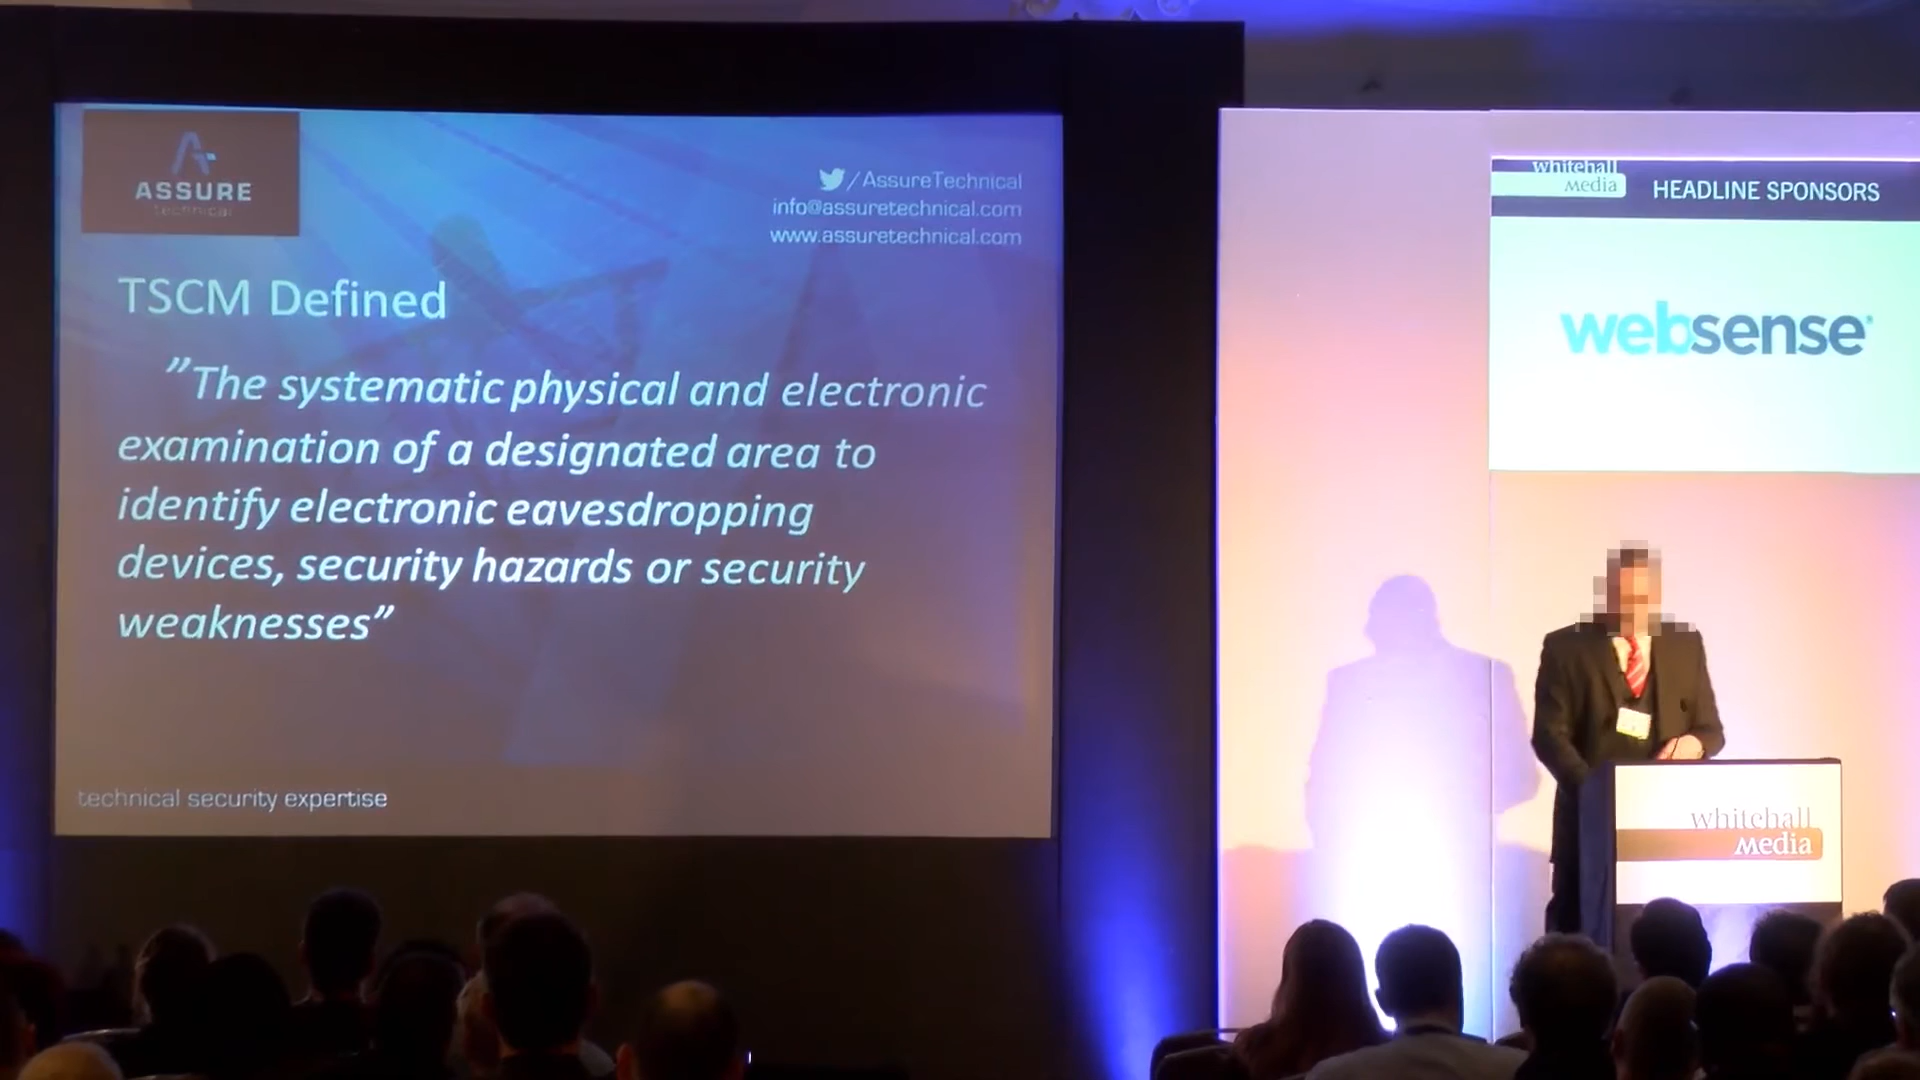 ASSURE
technical
/AssureTechnical
info@assuretechnical.com
www.assuretechnical.com
TSCM Defined
”The systematic physical and electronic
examination of a designated area to
identify electronic eavesdropping
devices, security hazards or security
weaknesses”
technical security expertise
whitehall
media
HEADLINE SPONSORS
websense
whitehall
media